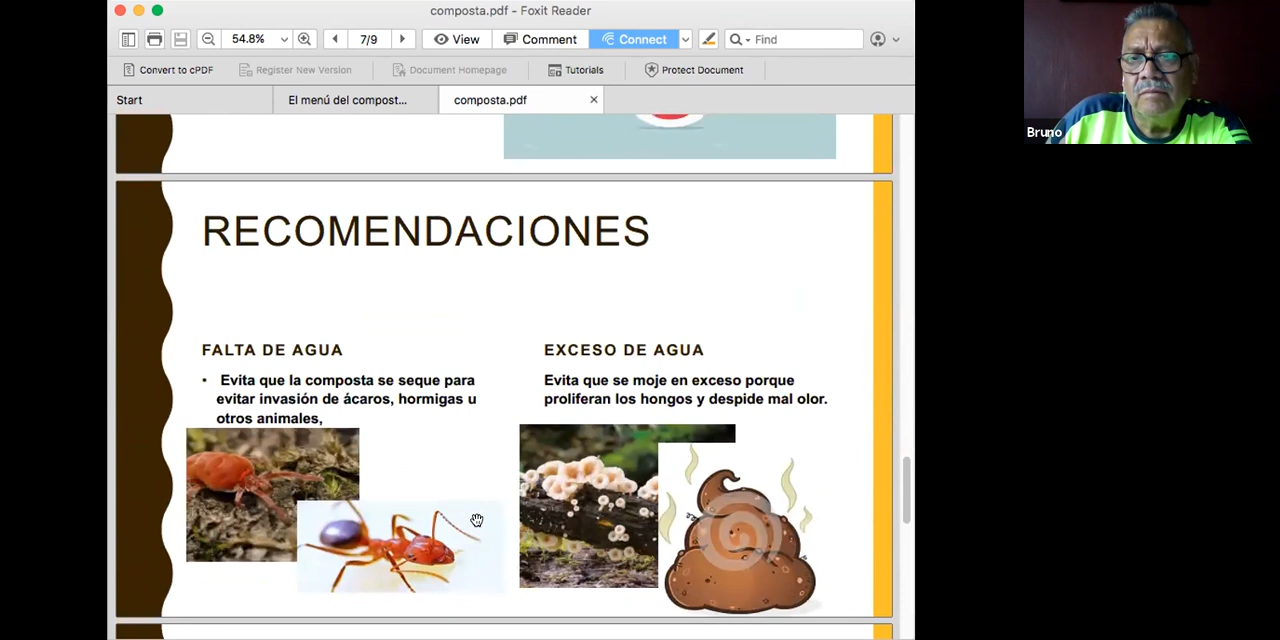 composta.pdf - Foxit Reader
54.8%
7/9
View
Comment
Connect
Find
Convert to cPDF
Register New Version
Document Homepage
Tutorials
Protect Document
Start
El menú del compost...
composta.pdf
Bruno
RECOMENDACIONES
FALTA DE AGUA
• Evita que la composta se seque para
evitar invasión de ácaros, hormigas u
otros animales,
EXCESO DE AGUA
Evita que se moje en exceso porque
proliferan los hongos y despide mal olor.